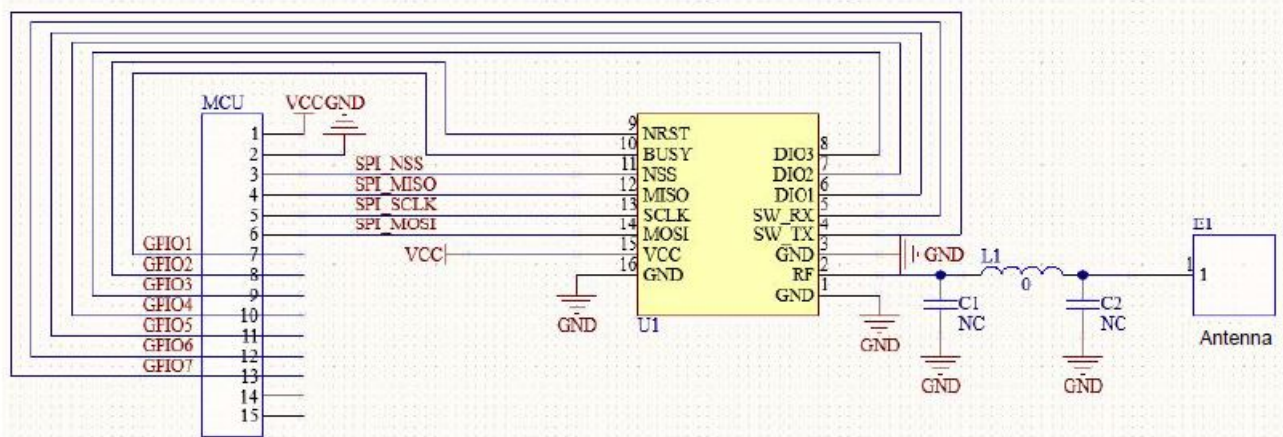 MCU
VCC
GND
1
2
3
4
5
6
7
8
9
10
11
12
13
14
15
GPIO1
GPIO2
GPIO3
GPIO4
GPIO5
GPIO6
GPIO7
SPI_NSS
SPI_MISO
SPI_SCLK
SPI_MOSI
VCC
GND
9 NRST
10 BUSY
11 NSS
12 MISO
13 SCLK
14 MOSI
15 VCC
16 GND
DIO3 8
DIO2 7
DIO1 6
SW_RX 5
SW_TX 4
GND 3
RF 2
GND 1
U1
GND
GND
L1
0
C1
NC
GND
C2
NC
GND
E1
1
1
Antenna